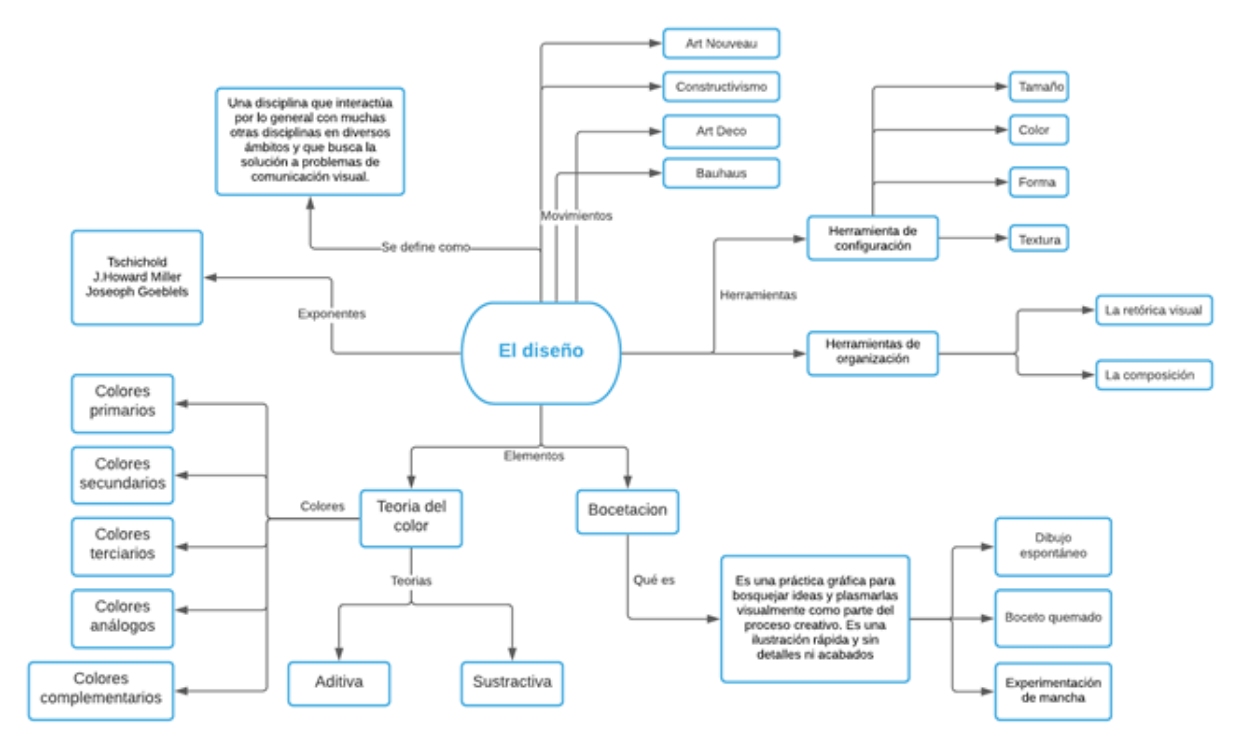 Art Nouveau
Constructivismo
Art Deco
Bauhaus
Movimientos
Una disciplina que interactúa
por lo general con muchas
otras disciplinas en diversos
ámbitos y que busca la
solución a problemas de
comunicación visual.
Se define como
Tschichold
J.Howard Miller
Joseoph Goeblels
Exponentes
El diseño
Herramientas
Herramienta de
configuración
Tamaño
Color
Forma
Textura
Herramientas de
organización
La retórica visual
La composición
Elementos
Teoria del
color
Colores
Colores
primarios
Colores
secundarios
Colores
terciarios
Colores
análogos
Colores
complementarios
Teorias
Aditiva
Sustractiva
Bocetacion
Qué es
Es una práctica gráfica para
bosquejar ideas y plasmarlas
visualmente como parte del
proceso creativo. Es una
ilustración rápida y sin
detalles ni acabados
Dibujo
espontáneo
Boceto quemado
Experimentación
de mancha